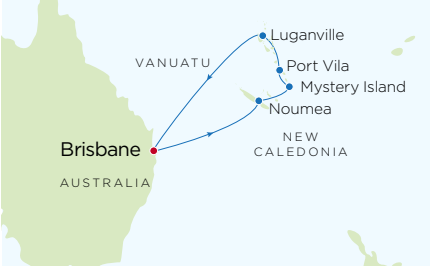 Luganville
VANUATU
Port Vila
Mystery Island
Noumea
NEW
CALEDONIA
Brisbane
AUSTRALIA